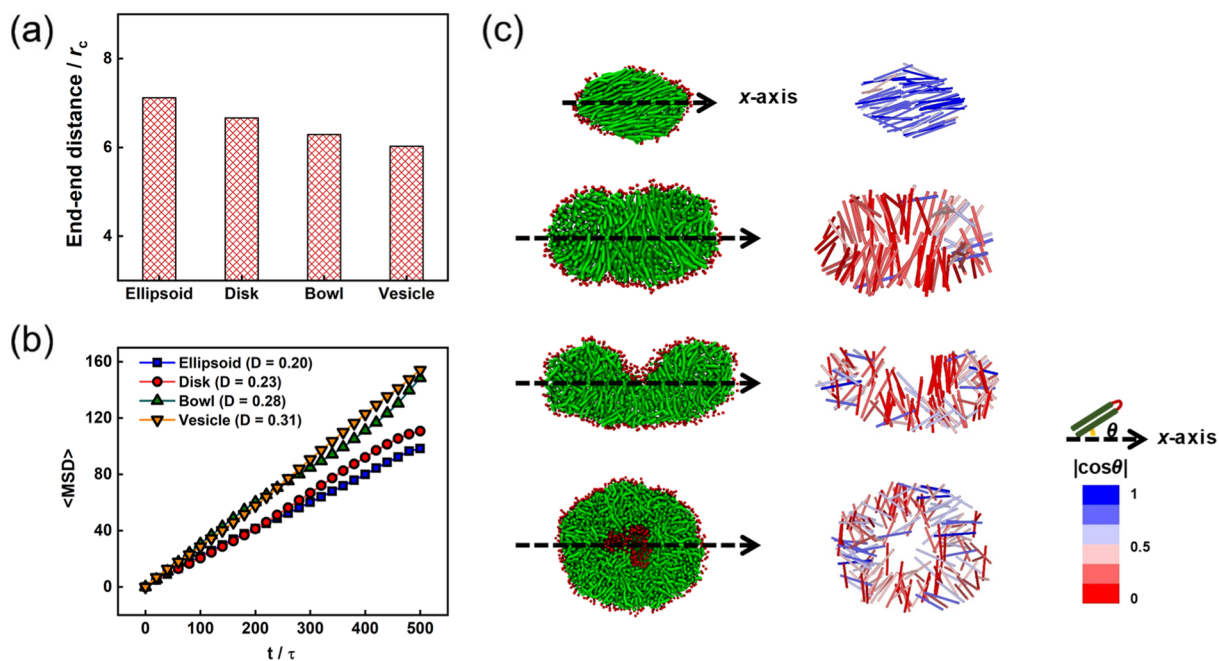 (a)
End-end distance / rc
8
6
4
Ellipsoid Disk Bowl Vesicle
(b)
<MSD>
160
120
80
40
0
Ellipsoid (D = 0.20)
Disk (D = 0.23)
Bowl (D = 0.28)
Vesicle (D = 0.31)
0 100 200 300 400 500
t / τ
(c)
x-axis
θ
x-axis
|cosθ|
1
0.5
0